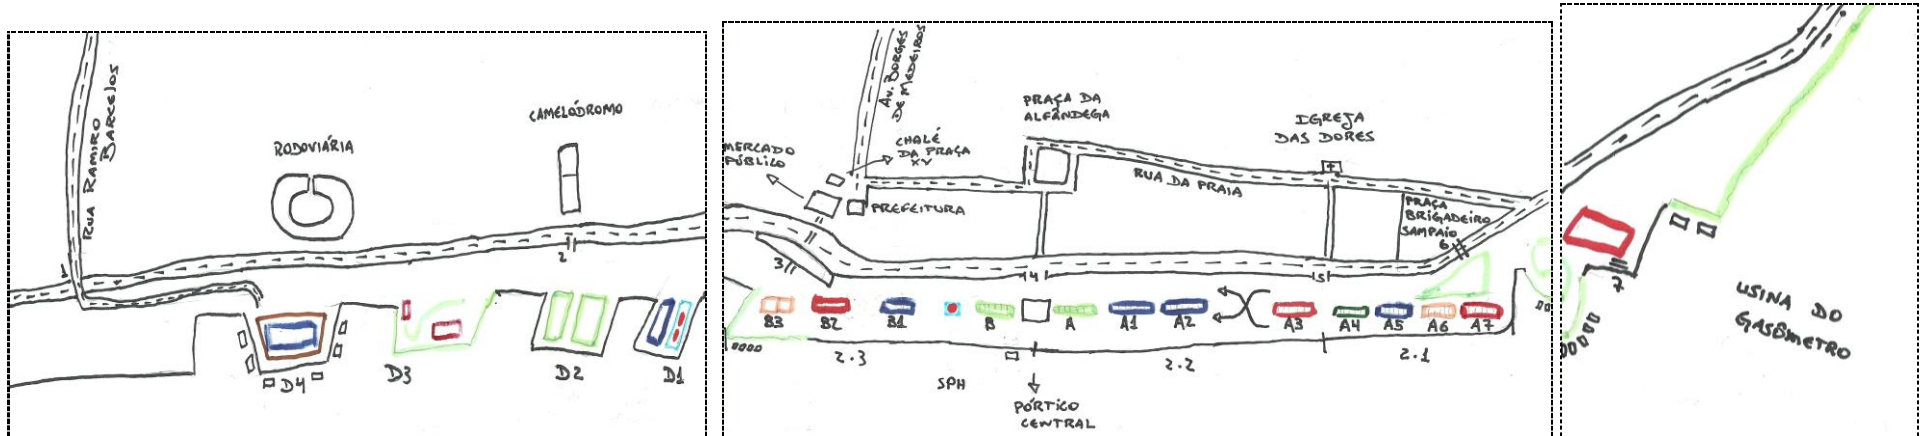 RUA RAMIRO
BARCELOS
RODOVIÁRIA
CAMELÓDROMO
1
2
D4
D3
D2
D1
Av. BORGES
DE MEDEIROS
MERCADO
PÚBLICO
CHALÉ
DA PRAÇA
XV
PREFEITURA
PRAÇA DA
ALFÂNDEGA
IGREJA
DAS DORES
RUA DA PRAIA
PRAÇA
BRIGADEIRO
SAMPAIO
3
4
5
6
B3
B2
B1
B
A
A1
A2
A3
A4
A5
A6
A7
2.3
2.2
2.1
SPH
PÓRTICO
CENTRAL
7
USINA DO
GASÔMETRO